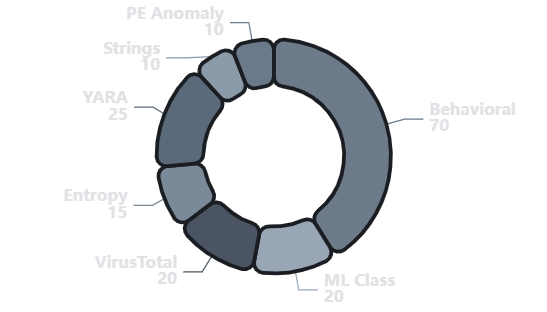 PE Anomaly
10
Strings
10
YARA
25
Behavioral
70
Entropy
15
VirusTotal
20
ML Class
20